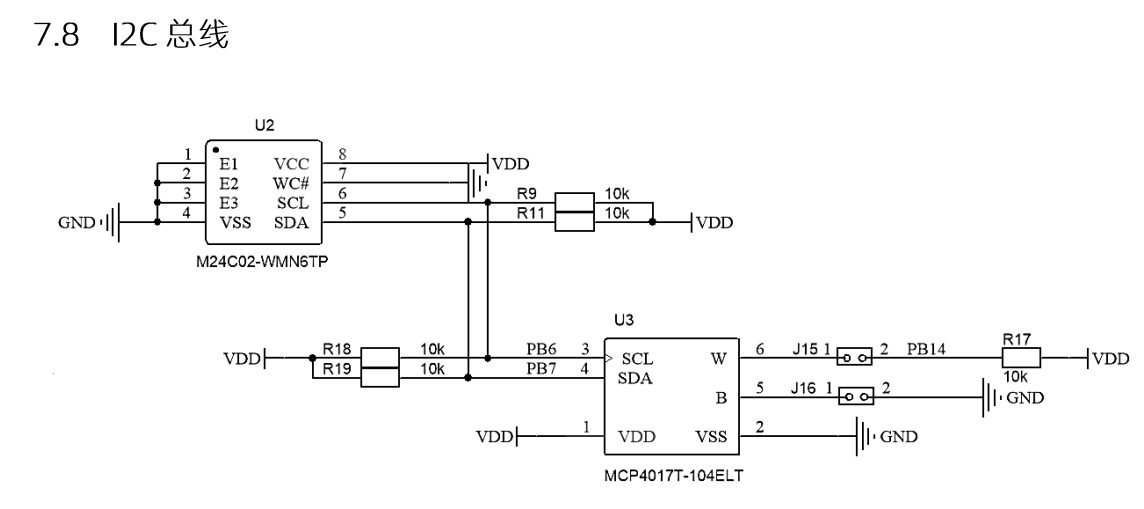 7.8 I2C 总线
U2
1 E1 VCC 8 VDD
2 E2 WC# 7
3 E3 SCL 6 R9 10k
GND 4 VSS SDA 5 R11 10k VDD
M24C02-WMN6TP
U3
VDD R18 10k PB6 3 SCL W 6 J15 1 2 PB14 R17 10k VDD
R19 10k PB7 4 SDA
B 5 J16 1 2 GND
VDD 1 VDD VSS 2 GND
MCP4017T-104ELT